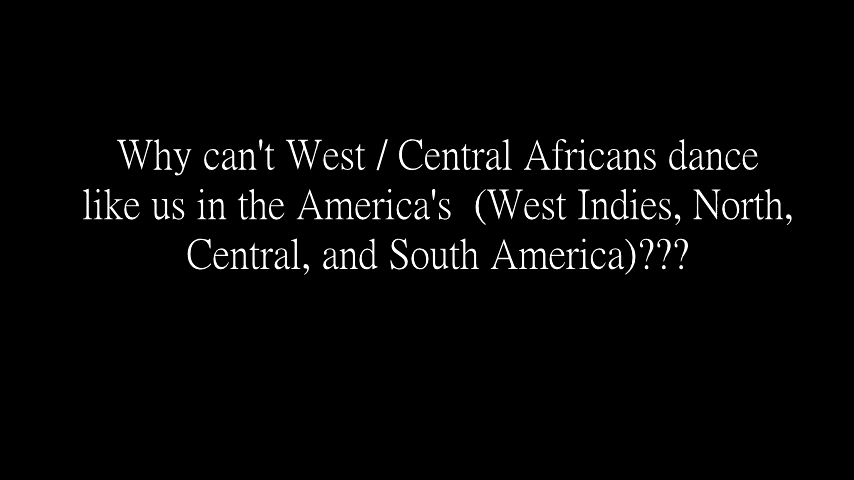 Why can't West / Central Africans dance
like us in the America's  (West Indies, North,
Central, and South America)???